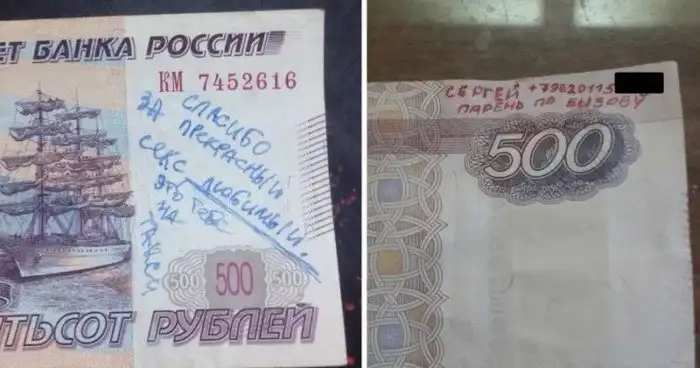 ЕТ БАНКА РОССИИ
КМ 7452616
СПАСИБО
ЗА ПРЕКРАСНЫЙ
СЕКС ЛЮБИМЫЙ.
ЭТО ТЕБЕ
НА
ТАКСИ
500 500 500
ТЬСОТ РУБЛЕЙ
СЕРГЕЙ +79620115
ПАРЕНЬ ПО ВЫЗОВУ
500